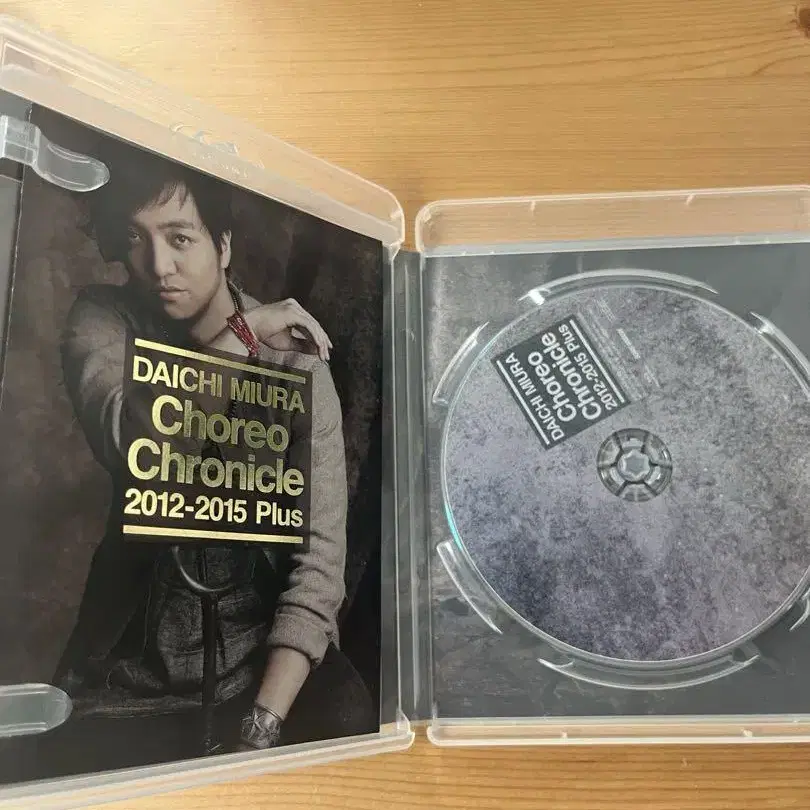 DAICHI MIURA
Choreo
Chronicle
2012-2015 Plus
DAICHI MIURA
Choreo
Chronicle
2012-2015 Plus